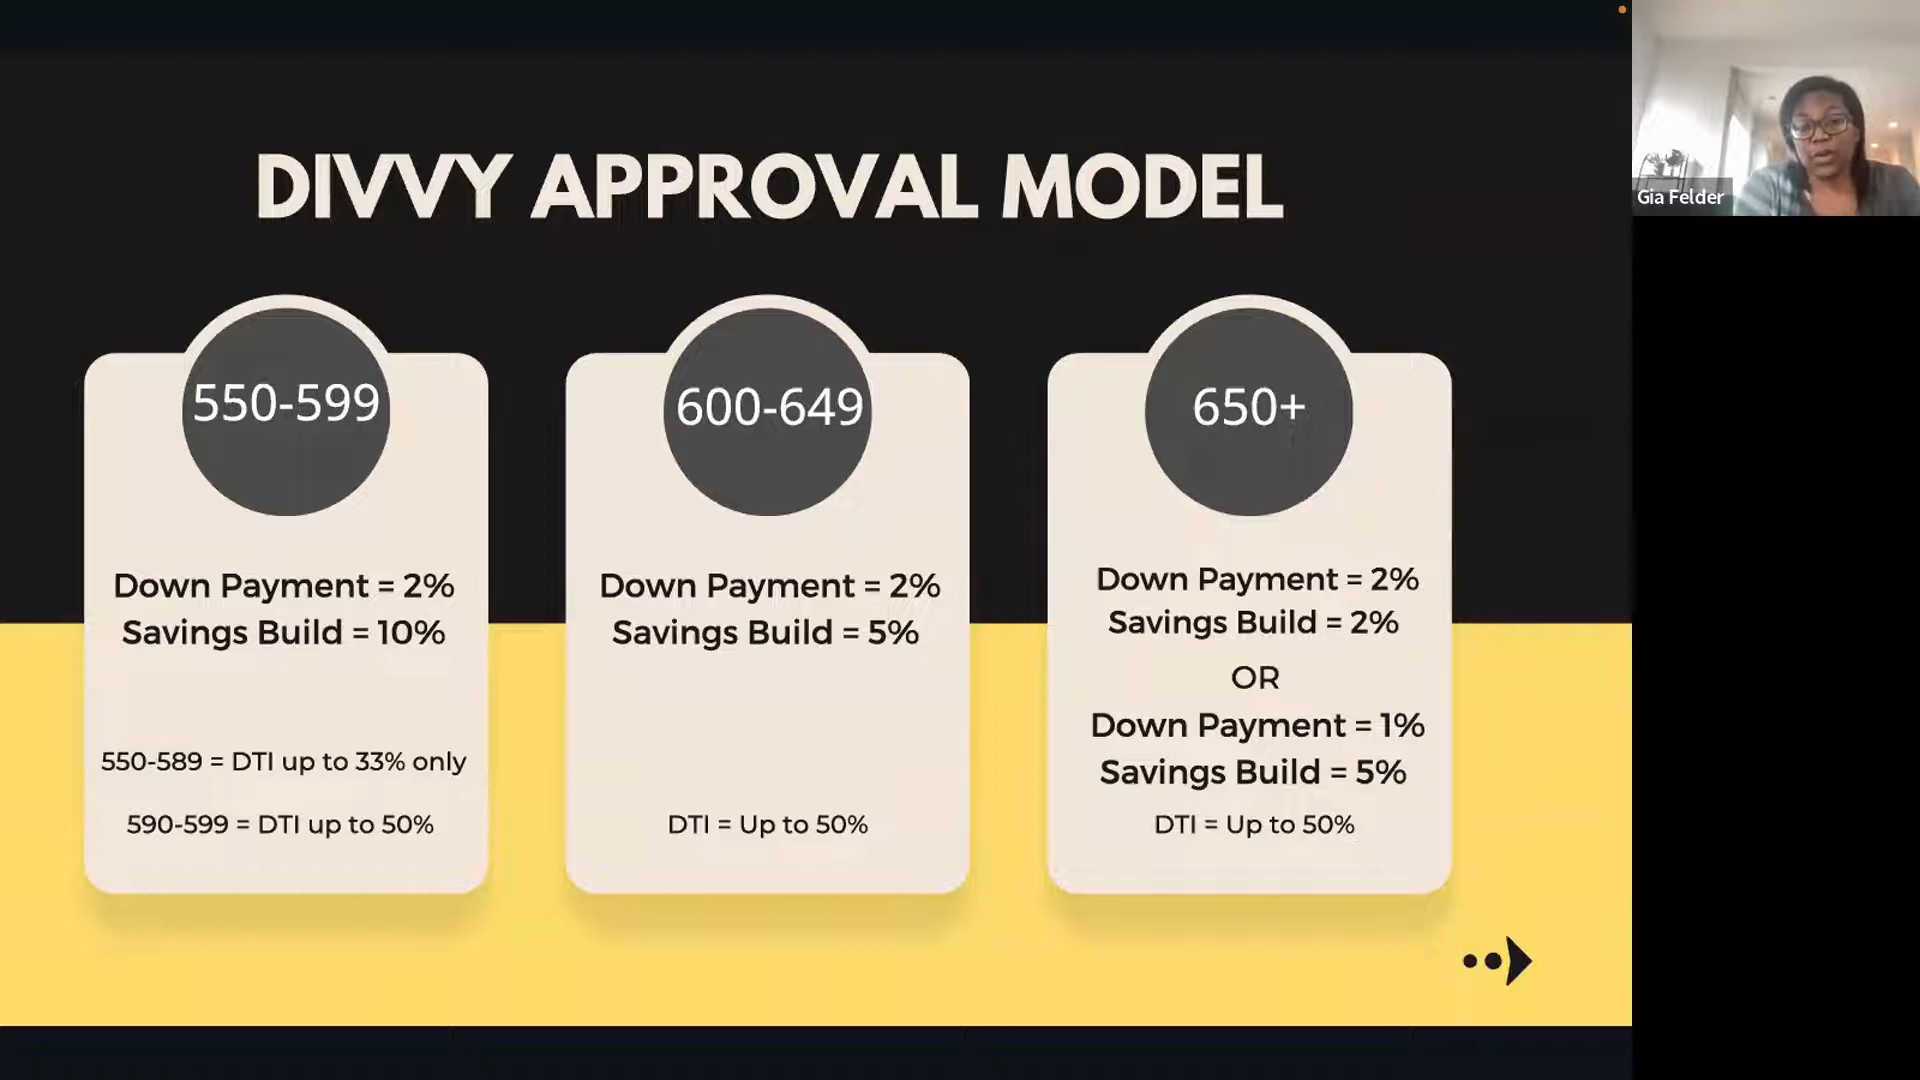 DIVVY APPROVAL MODEL
550-599
Down Payment = 2%
Savings Build = 10%
550-589 = DTI up to 33% only
590-599 = DTI up to 50%
600-649
Down Payment = 2%
Savings Build = 5%
DTI = Up to 50%
650+
Down Payment = 2%
Savings Build = 2%
OR
Down Payment = 1%
Savings Build = 5%
DTI = Up to 50%
Gia Felder